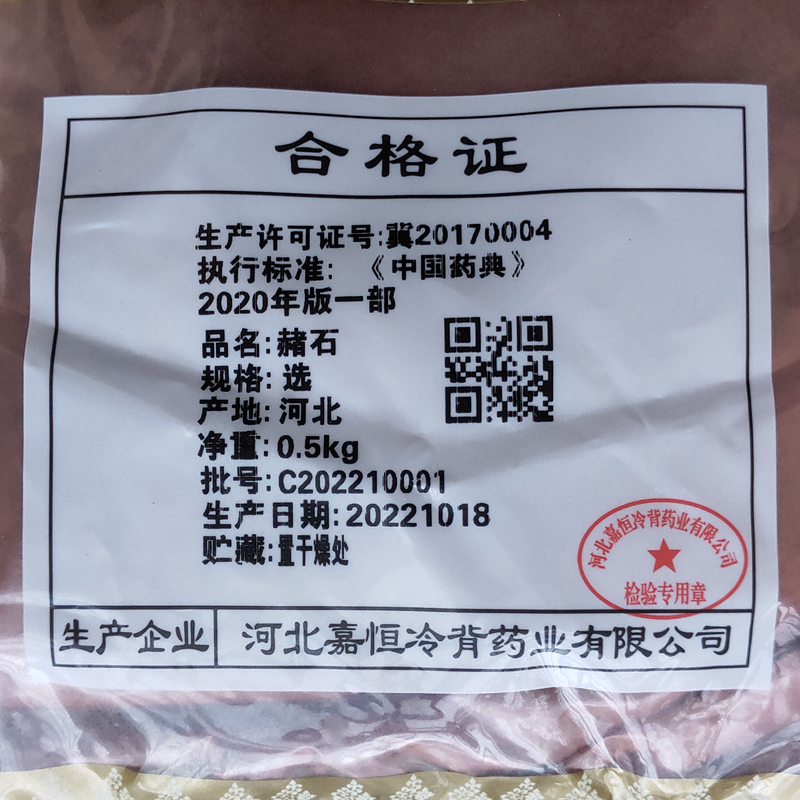 合格证
生产许可证号:冀20170004
执行标准:《中国药典》
2020年版一部
品名:赭石
规格:选
产地:河北
净重:0.5kg
批号:C202210001
生产日期:20221018
贮藏:置干燥处
河北嘉恒冷背药业有限公司
检验专用章
生产企业 河北嘉恒冷背药业有限公司